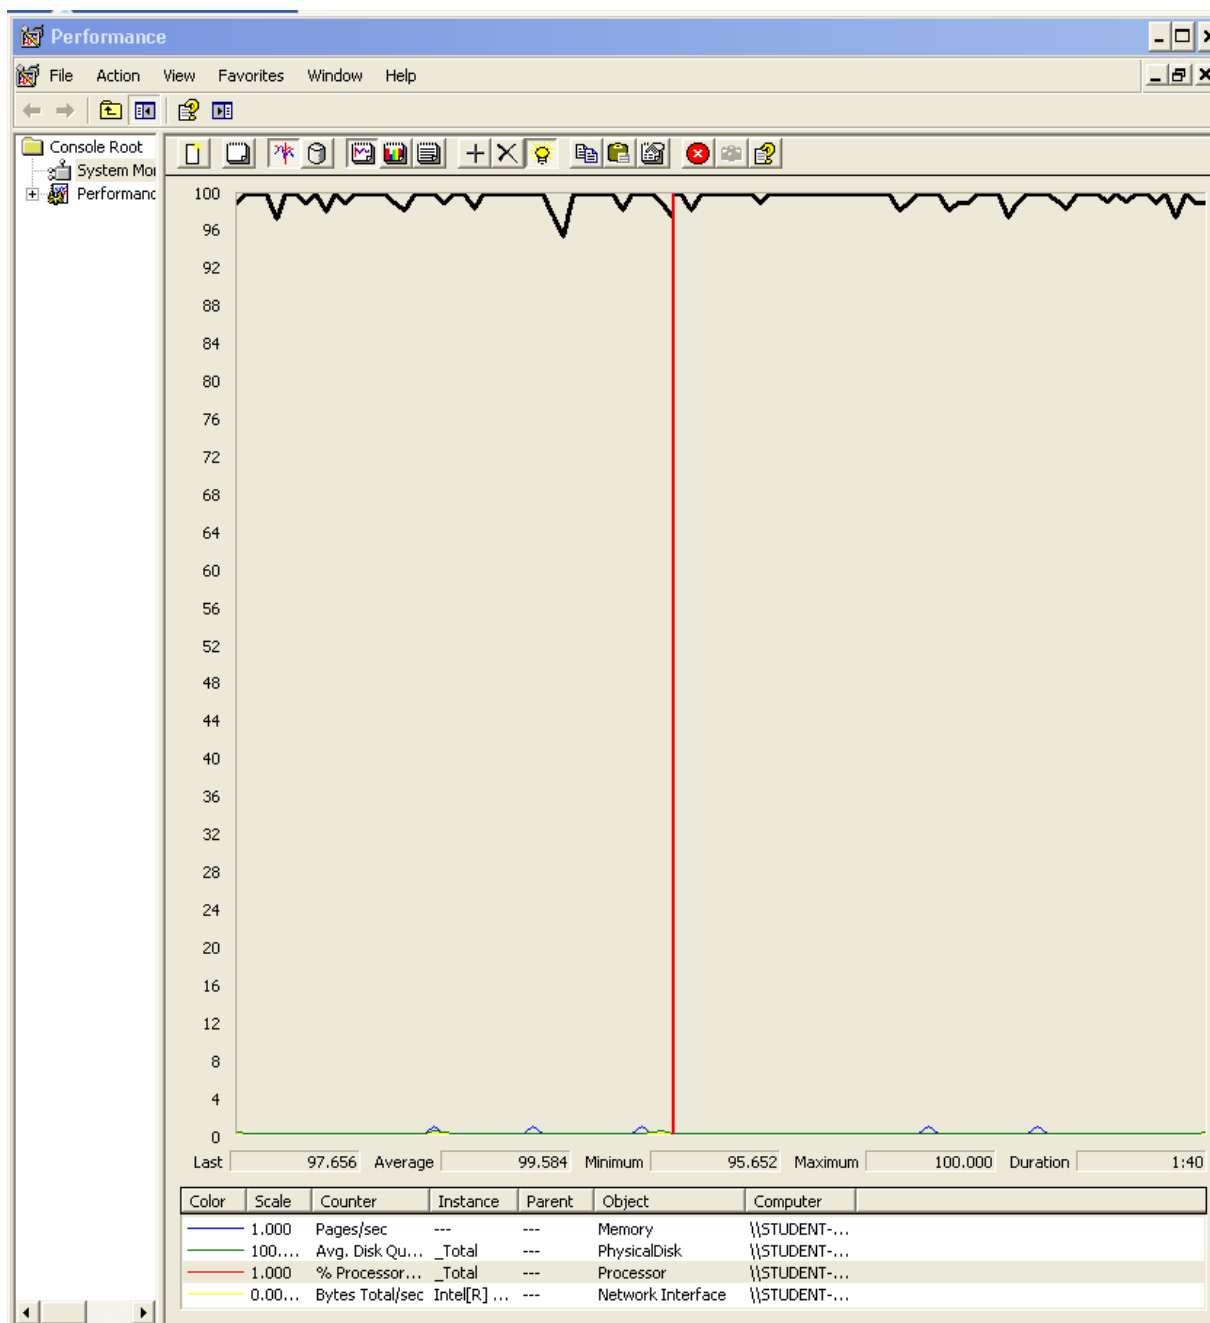 Performance
File Action View Favorites Window Help
Console Root
System Moi
Performanc
100
96
92
88
84
80
76
72
68
64
60
56
52
48
44
40
36
32
28
24
20
16
12
8
4
0
Last 97.656 Average 99.584 Minimum 95.652 Maximum 100.000 Duration 1:40
Color Scale Counter Instance Parent Object Computer
1.000 Pages/sec --- --- Memory \\STUDENT-...
100.... Avg. Disk Qu... _Total --- PhysicalDisk \\STUDENT-...
1.000 % Processor... _Total --- Processor \\STUDENT-...
0.00... Bytes Total/sec Intel[R] ... --- Network Interface \\STUDENT-...